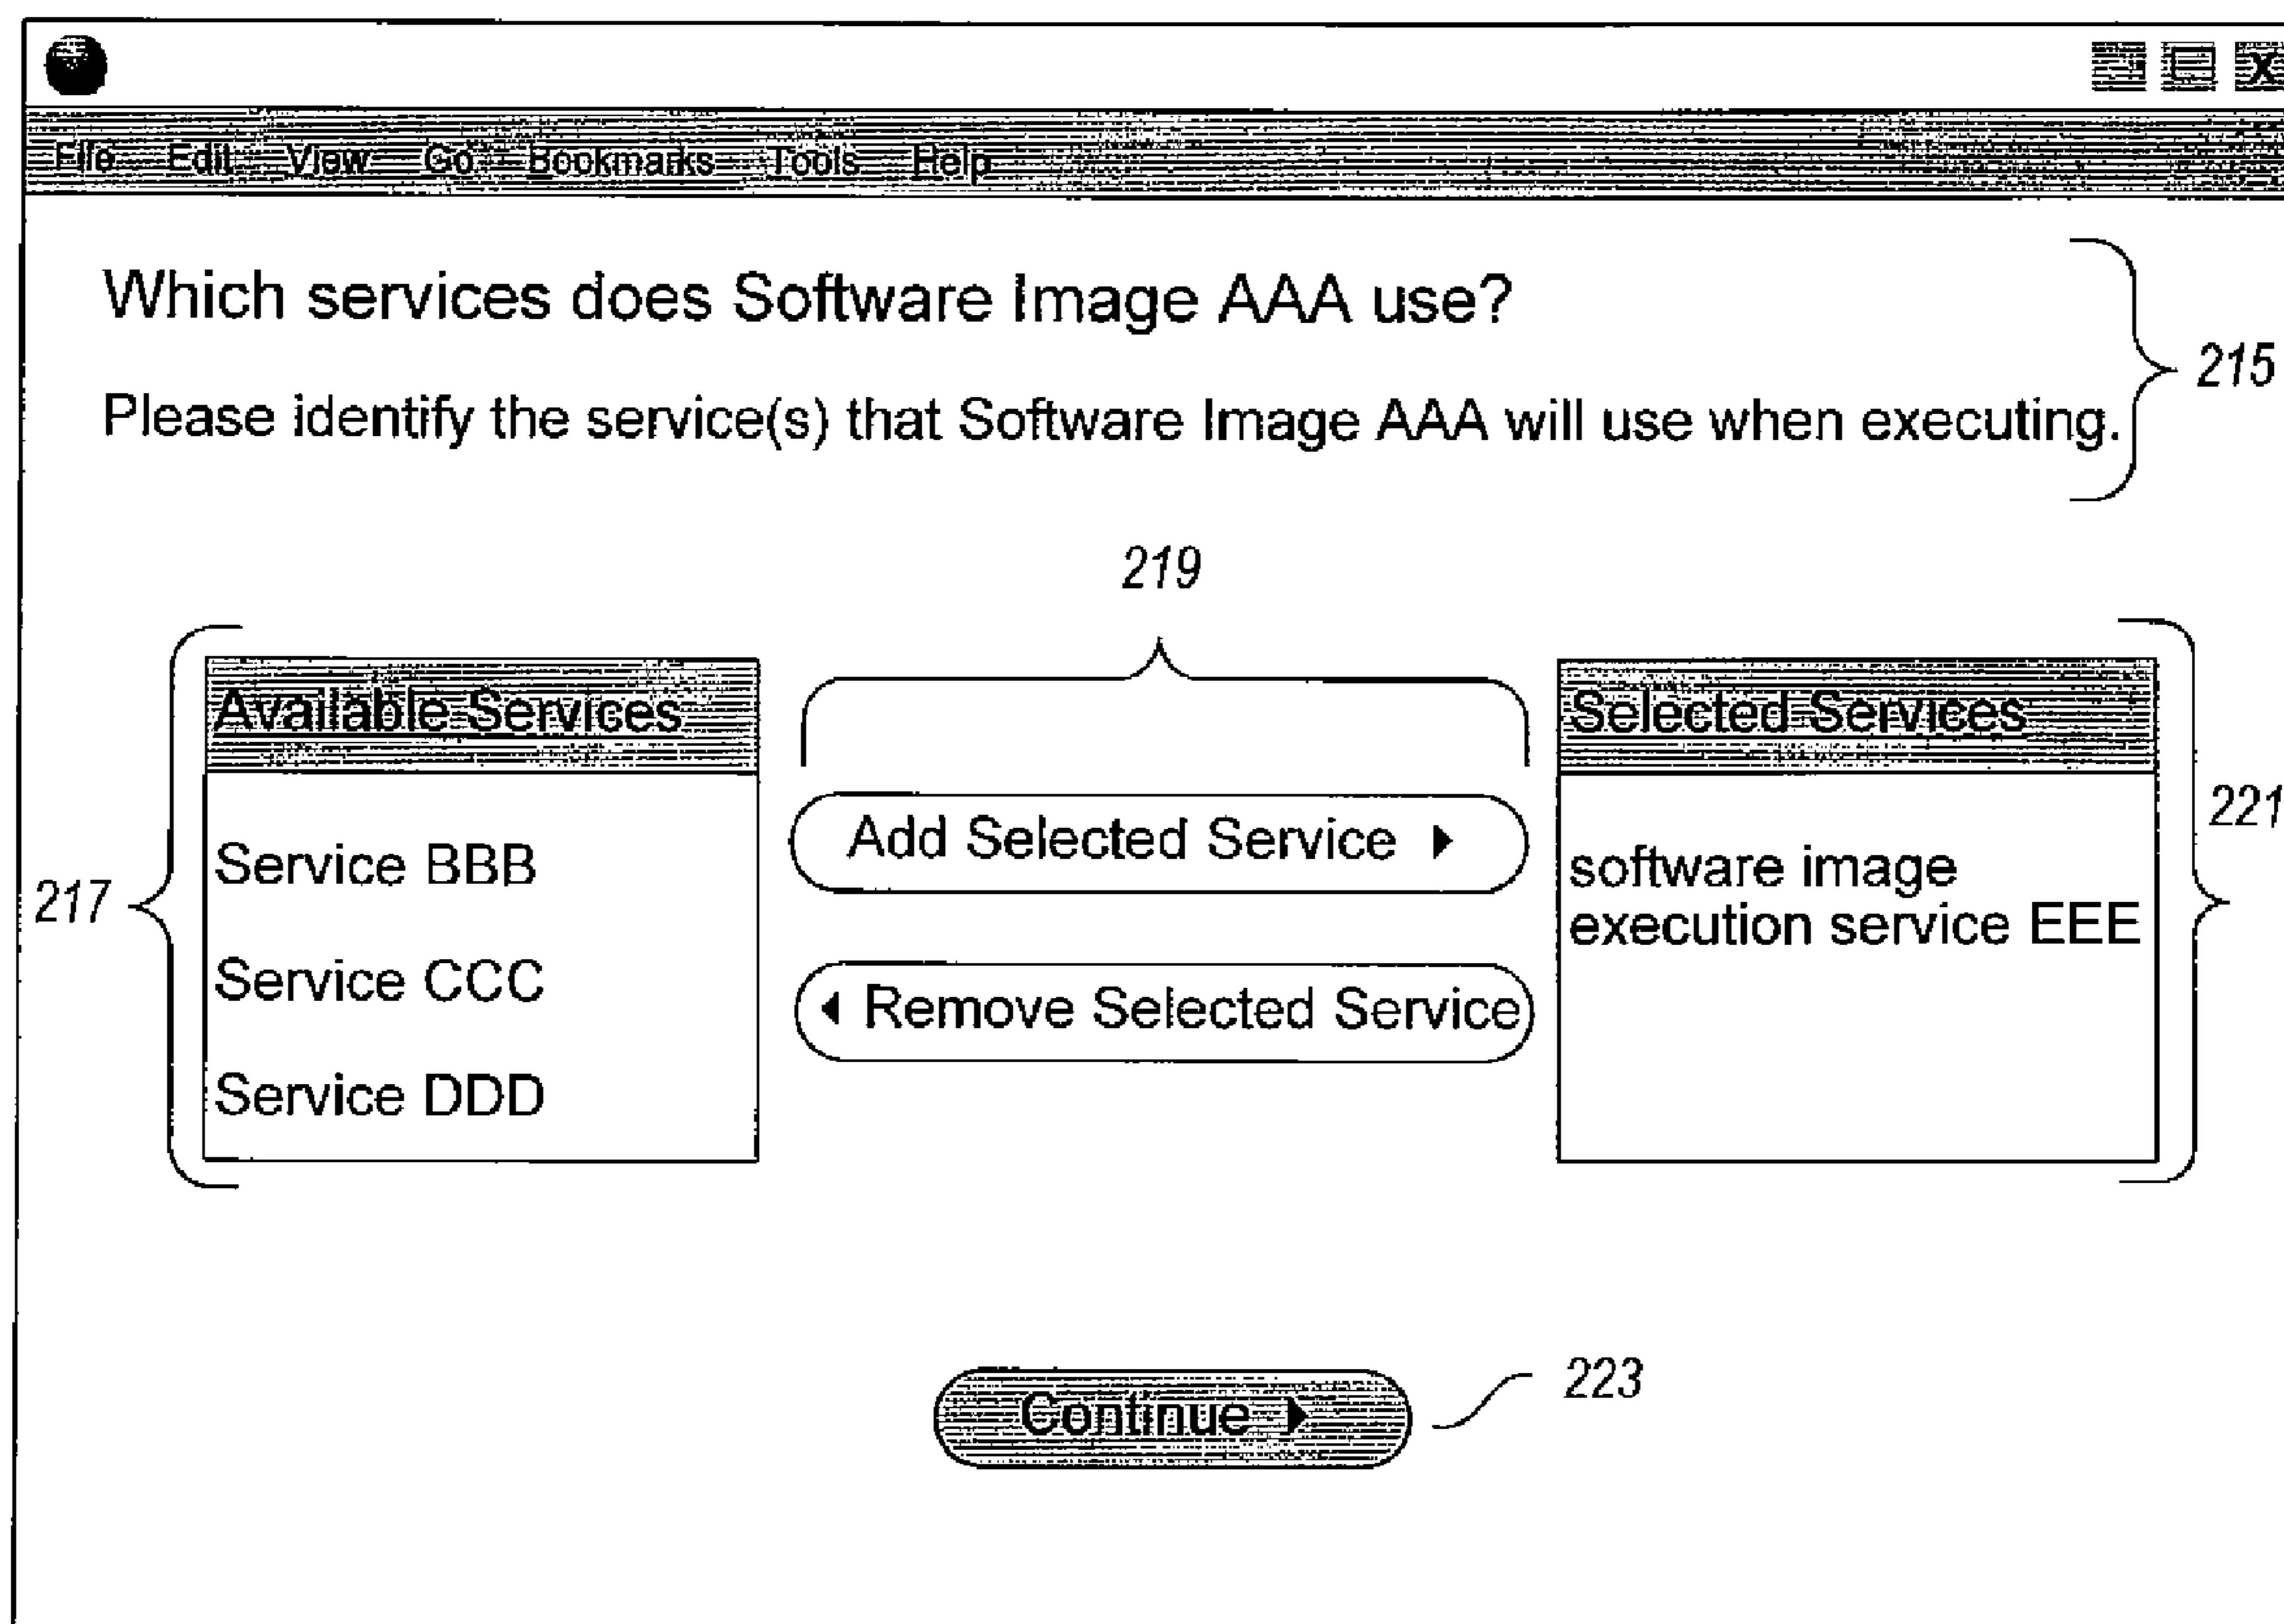 X
File Edit View Go Bookmarks Tools Help
Which services does Software Image AAA use?
Please identify the service(s) that Software Image AAA will use when executing.
215
219
Available Services
Service BBB
Service CCC
Service DDD
217
Add Selected Service ▶
◀ Remove Selected Service
Selected Services
software image
execution service EEE
221
Continue ▶
223